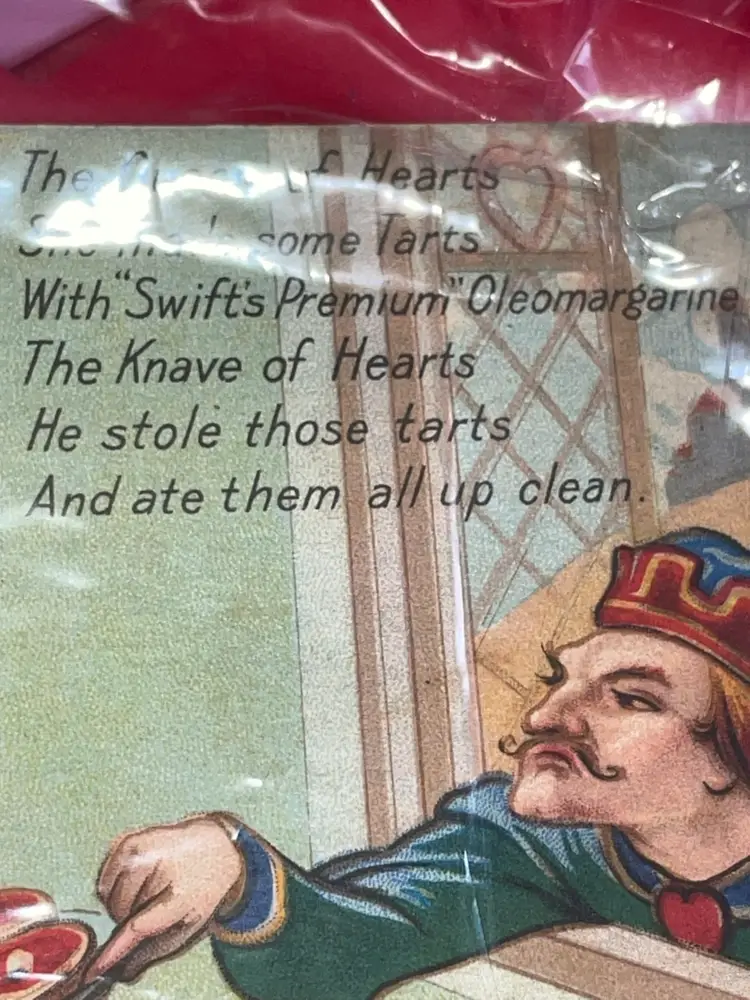 The of Hearts
some Tarts
With "Swift's Premium" Oleomargarine
The Knave of Hearts
He stole those tarts
And ate them all up clean.